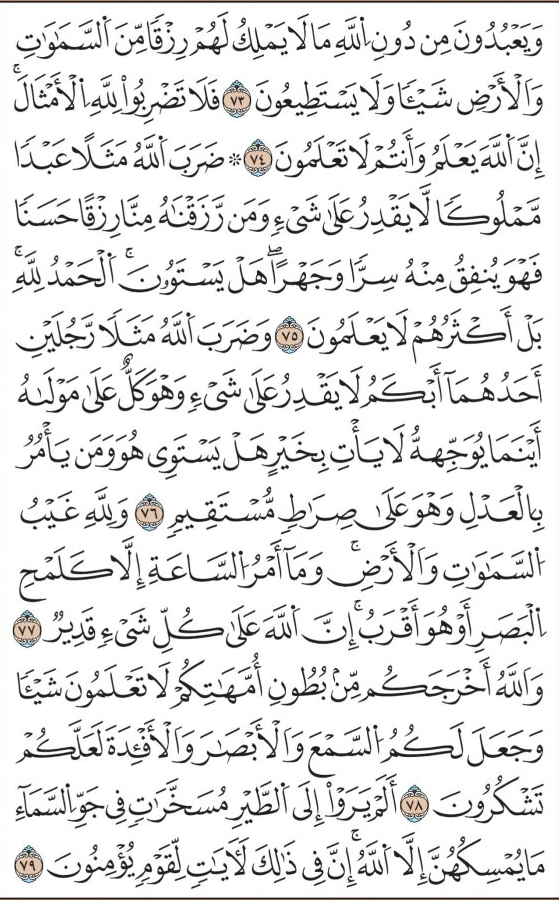 وَيَعْبُدُونَ مِن دُونِ ٱللَّهِ مَا لَا يَمْلِكُ لَهُمْ رِزْقًا مِّنَ ٱلسَّمَٰوَٰتِ
وَٱلْأَرْضِ شَيْـًٔا وَلَا يَسْتَطِيعُونَ ٧٣ فَلَا تَضْرِبُوا۟ لِلَّهِ ٱلْأَمْثَالَ ۚ
إِنَّ ٱللَّهَ يَعْلَمُ وَأَنتُمْ لَا تَعْلَمُونَ ٧٤ ۞ ضَرَبَ ٱللَّهُ مَثَلًا عَبْدًا
مَّمْلُوكًا لَّا يَقْدِرُ عَلَىٰ شَىْءٍ وَمَن رَّزَقْنَٰهُ مِنَّا رِزْقًا حَسَنًا
فَهُوَ يُنفِقُ مِنْهُ سِرًّا وَجَهْرًا ۖ هَلْ يَسْتَوُۥنَ ۚ ٱلْحَمْدُ لِلَّهِ ۚ
بَلْ أَكْثَرُهُمْ لَا يَعْلَمُونَ ٧٥ وَضَرَبَ ٱللَّهُ مَثَلًا رَّجُلَيْنِ
أَحَدُهُمَآ أَبْكَمُ لَا يَقْدِرُ عَلَىٰ شَىْءٍ وَهُوَ كَلٌّ عَلَىٰ مَوْلَىٰهُ
أَيْنَمَا يُوَجِّههُّ لَا يَأْتِ بِخَيْرٍ هَلْ يَسْتَوِى هُوَ وَمَن يَأْمُرُ
بِٱلْعَدْلِ وَهُوَ عَلَىٰ صِرَٰطٍ مُّسْتَقِيمٍ ٧٦ وَلِلَّهِ غَيْبُ
ٱلسَّمَٰوَٰتِ وَٱلْأَرْضِ ۚ وَمَآ أَمْرُ ٱلسَّاعَةِ إِلَّا كَلَمْحِ
ٱلْبَصَرِ أَوْ هُوَ أَقْرَبُ ۚ إِنَّ ٱللَّهَ عَلَىٰ كُلِّ شَىْءٍ قَدِيرٌ ٧٧
وَٱللَّهُ أَخْرَجَكُم مِّنۢ بُطُونِ أُمَّهَٰتِكُمْ لَا تَعْلَمُونَ شَيْـًٔا
وَجَعَلَ لَكُمُ ٱلسَّمْعَ وَٱلْأَبْصَٰرَ وَٱلْأَفْـِٔدَةَ لَعَلَّكُمْ
تَشْكُرُونَ ٧٨ أَلَمْ يَرَوْا۟ إِلَى ٱلطَّيْرِ مُسَخَّرَٰتٍ فِى جَوِّ ٱلسَّمَآءِ
مَا يُمْسِكُهُنَّ إِلَّا ٱللَّهُ ۚ إِنَّ فِى ذَٰلِكَ لَـَٔايَٰتٍ لِّقَوْمٍ يُؤْمِنُونَ ٧٩